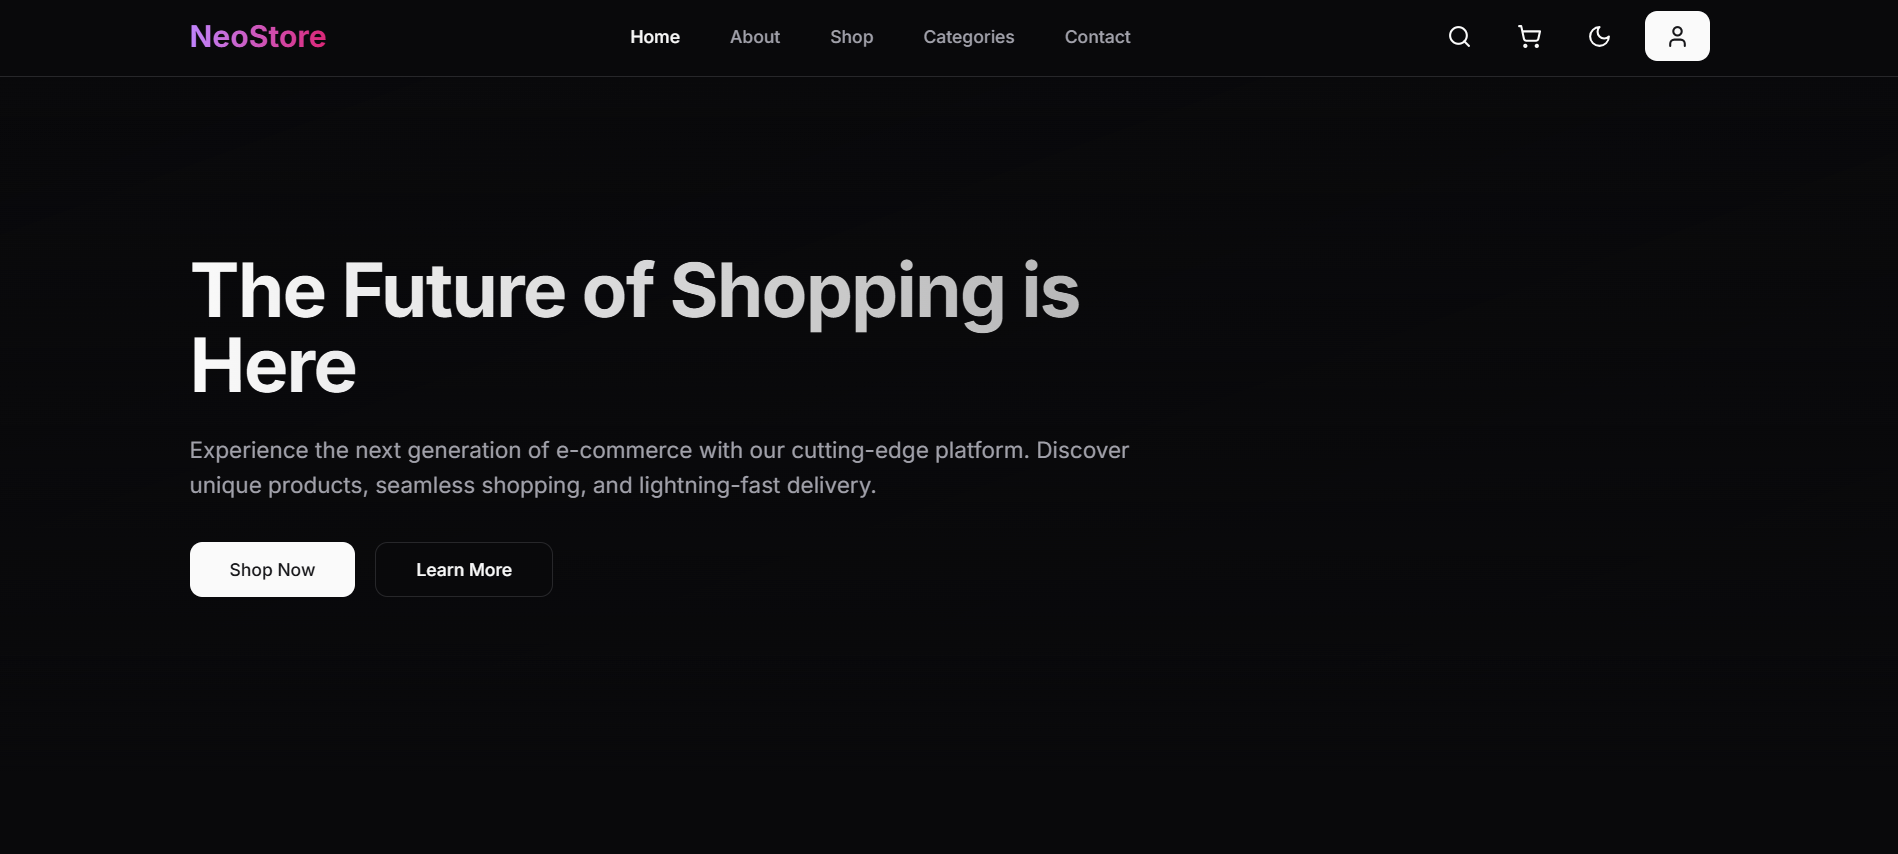 NeoStore
Home About Shop Categories Contact
The Future of Shopping is
Here
Experience the next generation of e-commerce with our cutting-edge platform. Discover
unique products, seamless shopping, and lightning-fast delivery.
Shop Now Learn More